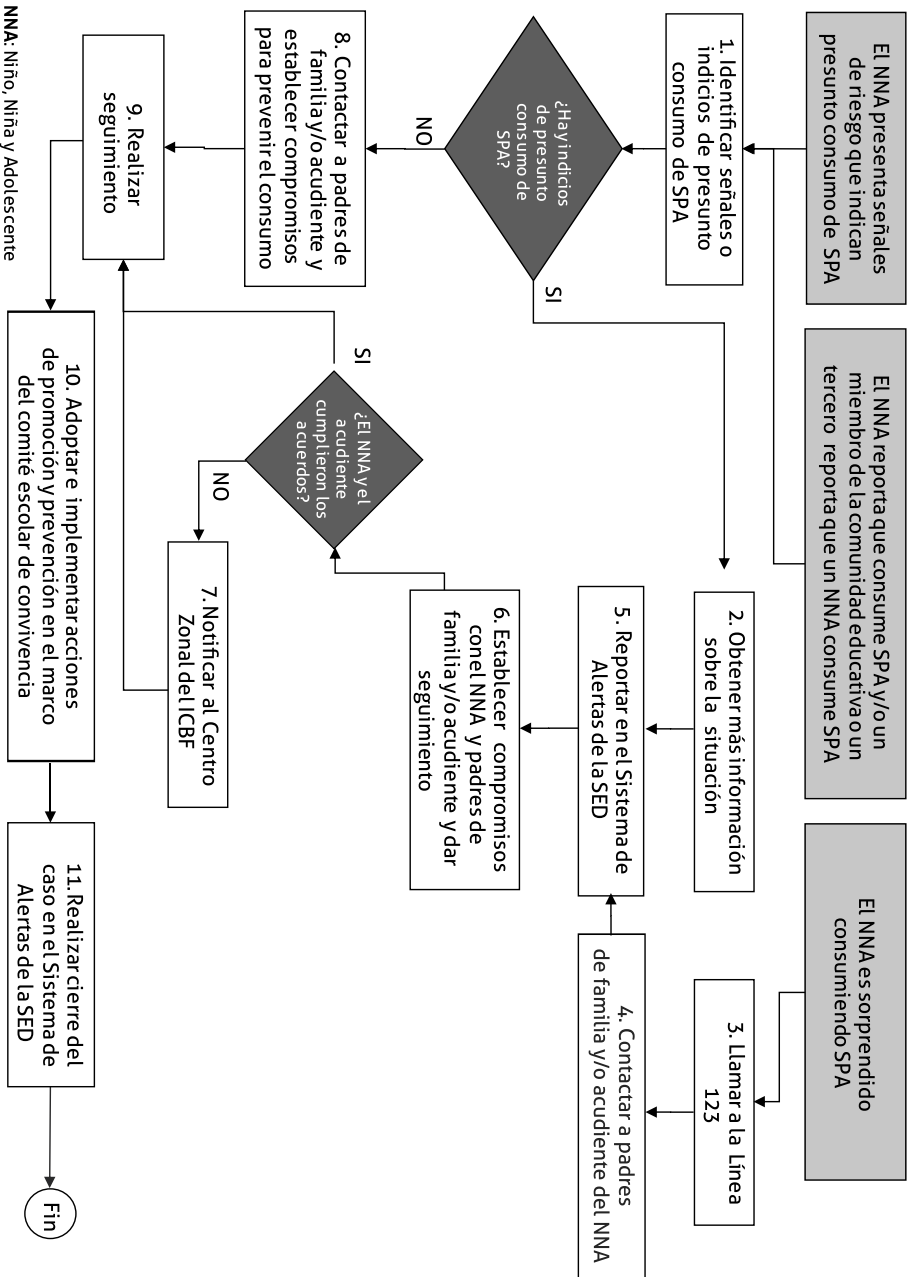 El NNA presenta señales
de riesgo que indican
presunto consumo de SPA
El NNA reporta que consume SPA y/o un
miembro de la comunidad educativa o un
tercero reporta que un NNA consume SPA
El NNA es sorprendido
consumiendo SPA
1. Identificar señales o
indicios de presunto
consumo de SPA
2. Obtener más información
sobre la situación
3. Llamar a la Línea
123
¿Hay indicios
de presunto
consumo de
SPA?
SI
NO
5. Reportar en el Sistema de
Alertas de la SED
4. Contactar a padres
de familia y/o acudiente del NNA
6. Establecer compromisos
con el NNA y padres de
familia y/o acudiente y dar
seguimiento
8. Contactar a padres de
familia y/o acudiente y
establecer compromisos
para prevenir el consumo
SI
¿El NNA y el
acudiente
cumplieron los
acuerdos?
NO
7. Notificar al Centro
Zonal del ICBF
9. Realizar
seguimiento
10. Adoptar e implementar acciones
de promoción y prevención en el marco
del comité escolar de convivencia
11. Realizar cierre del
caso en el Sistema de
Alertas de la SED
Fin
NNA: Niño, Niña y Adolescente